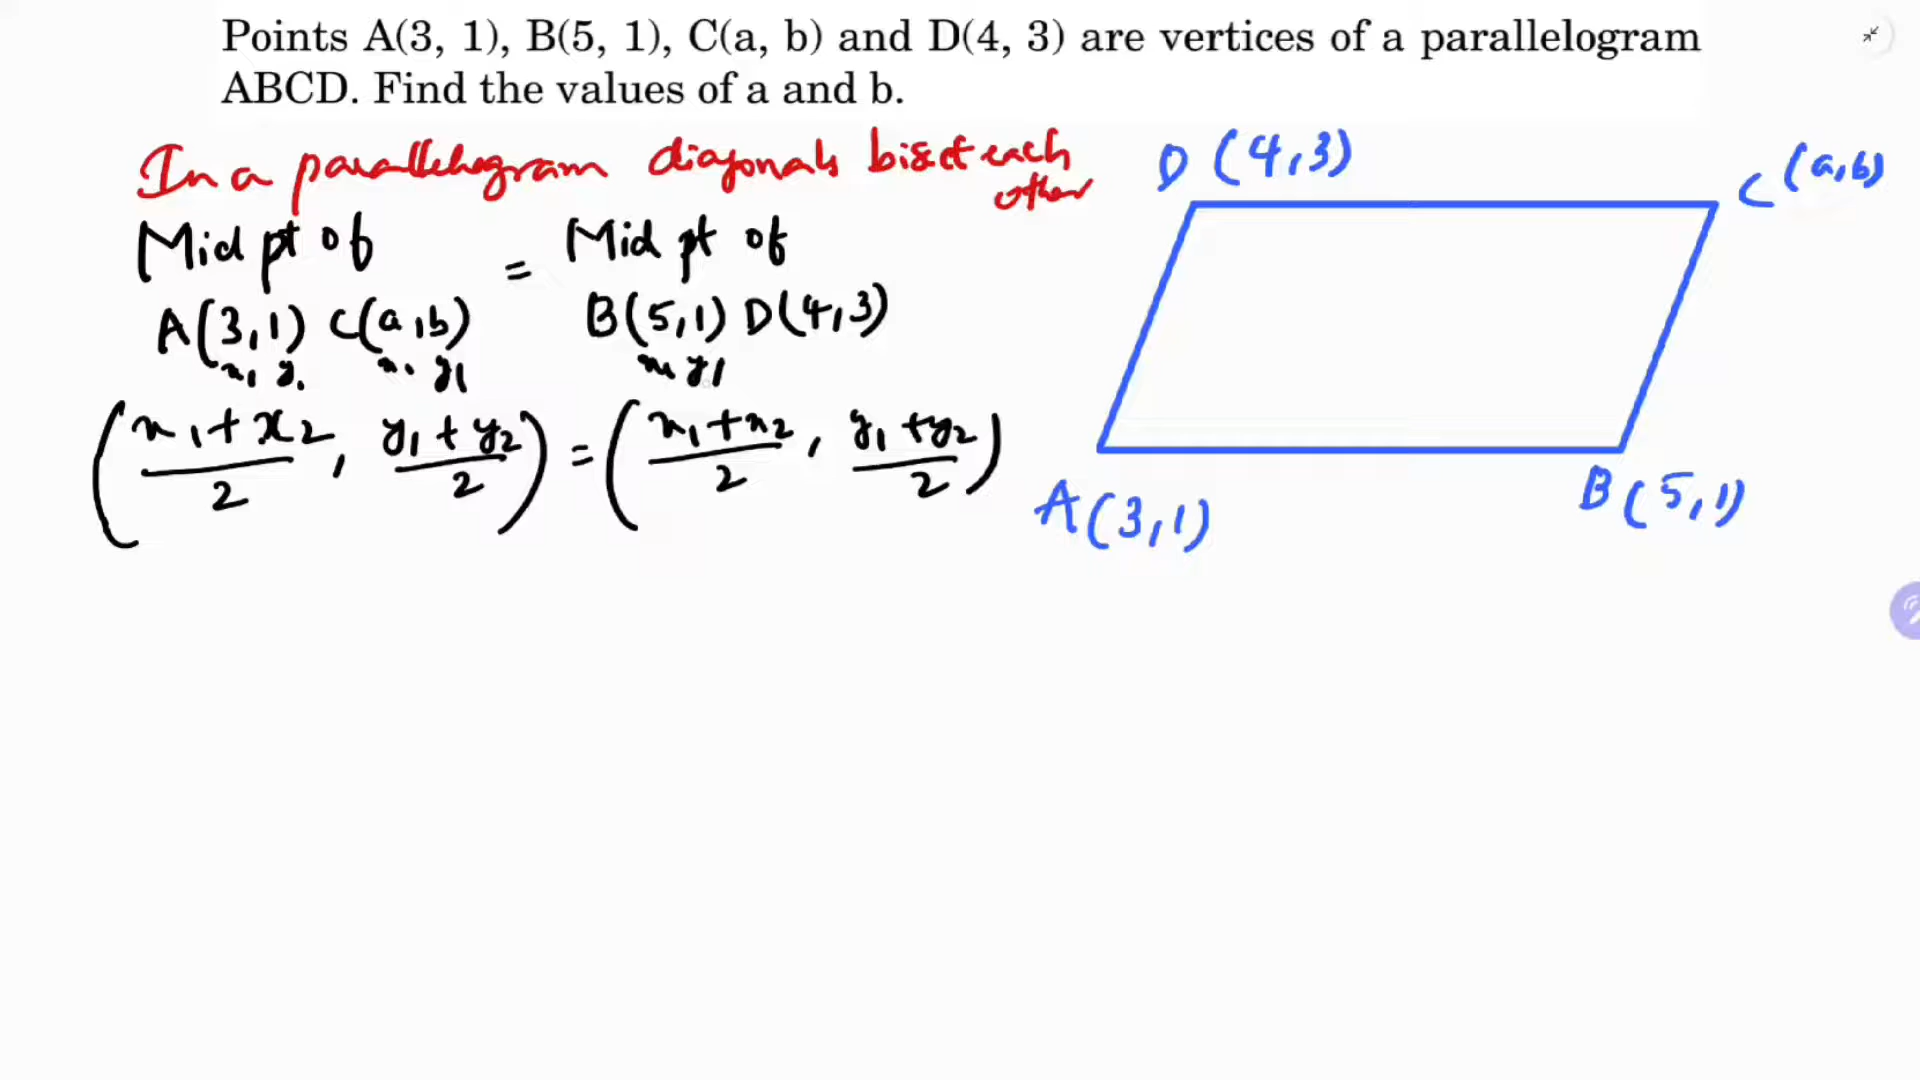 Points A(3, 1), B(5, 1), C(a, b) and D(4, 3) are vertices of a parallelogram
ABCD. Find the values of a and b.
In a parallelogram diagonals bisect each
other
Mid pt of = Mid pt of
A(3,1) C(a,b) B(5,1) D(4,3)
x1 y1 x1 y1 x1 y1
(x1+x2/2, y1+y2/2) = (x1+x2/2, y1+y2/2)
D (4,3)
C (a,b)
A(3,1)
B(5,1)